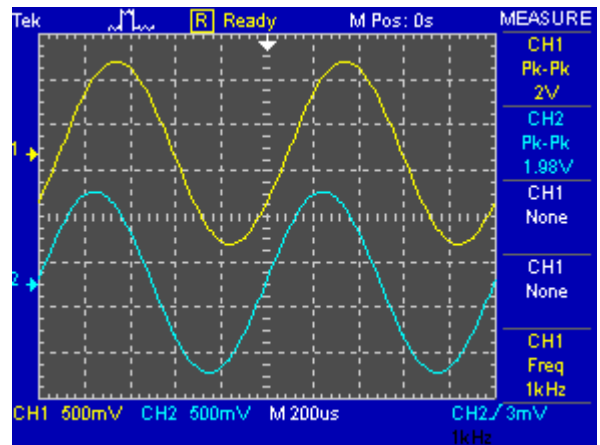 Tek R Ready M Pos: 0s MEASURE
CH1
Pk-Pk
2V
CH2
Pk-Pk
1.98V
CH1
None
CH1
None
CH1
Freq
1kHz
1
2
CH1 500mV CH2 500mV M 200us CH2 / 3mV
1kHz